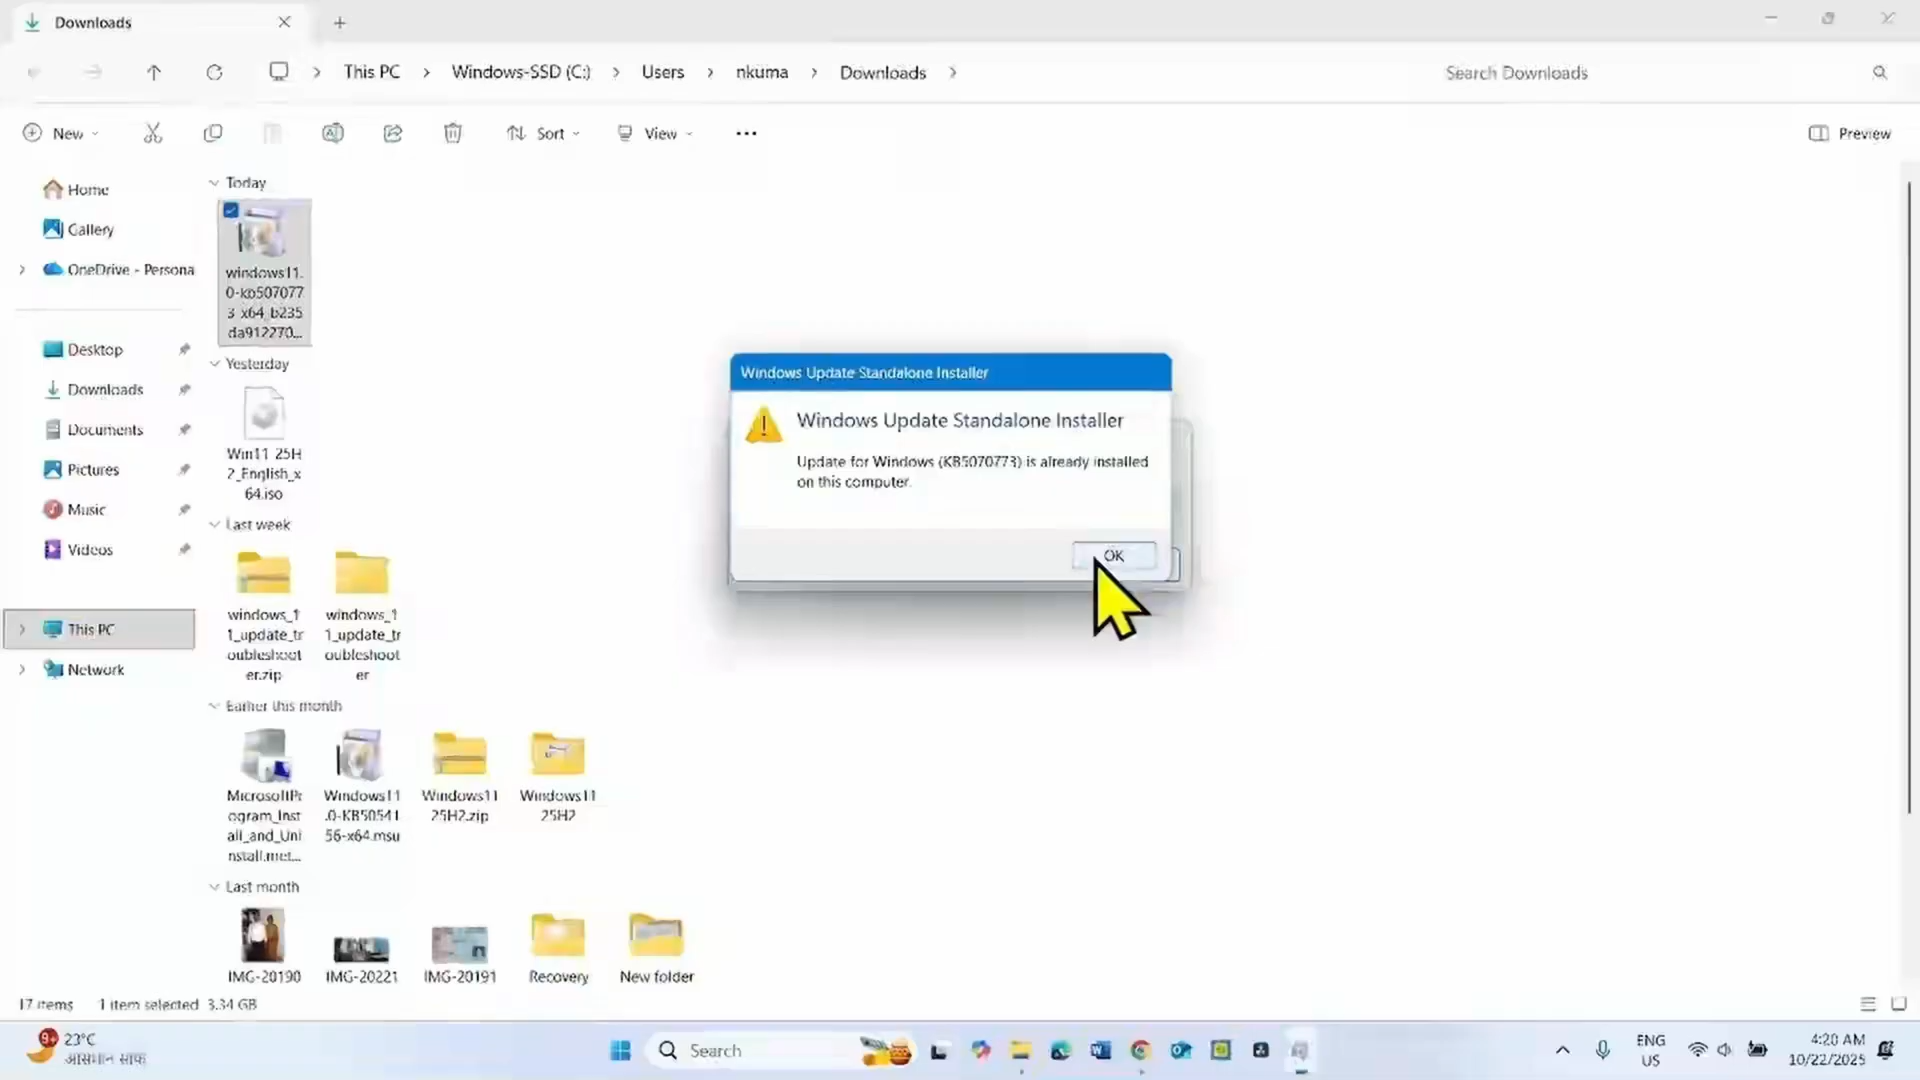 Downloads
This PC
Windows-SSD (C:)
Users
nkuma
Downloads
Search Downloads
New
Sort
View
Preview
Home
Gallery
OneDrive - Persona
Desktop
Downloads
Documents
Pictures
Music
Videos
This PC
Network
Today
windows11.
0-kb507077
3-x64_b235
da912270...
Yesterday
Win11_25H
2_English_x
64.iso
Last week
windows_1
1_update_tr
oubleshoot
er.zip
windows_1
1_update_tr
oubleshoot
er
Earlier this month
MicrosoftPr
ogram_Inst
all_and_Uni
nstall.met...
Windows11
.0-KB50541
56-x64.msu
Windows11
25H2.zip
Windows11
25H2
Last month
IMG-20190
IMG-20221
IMG-20191
Recovery
New folder
Windows Update Standalone Installer
Windows Update Standalone Installer
Update for Windows (KB5070773) is already installed
on this computer.
OK
17 items
1 item selected 3.34 GB
9+
23°C
आसमान साफ
Search
ENG
US
4:20 AM
10/22/2025